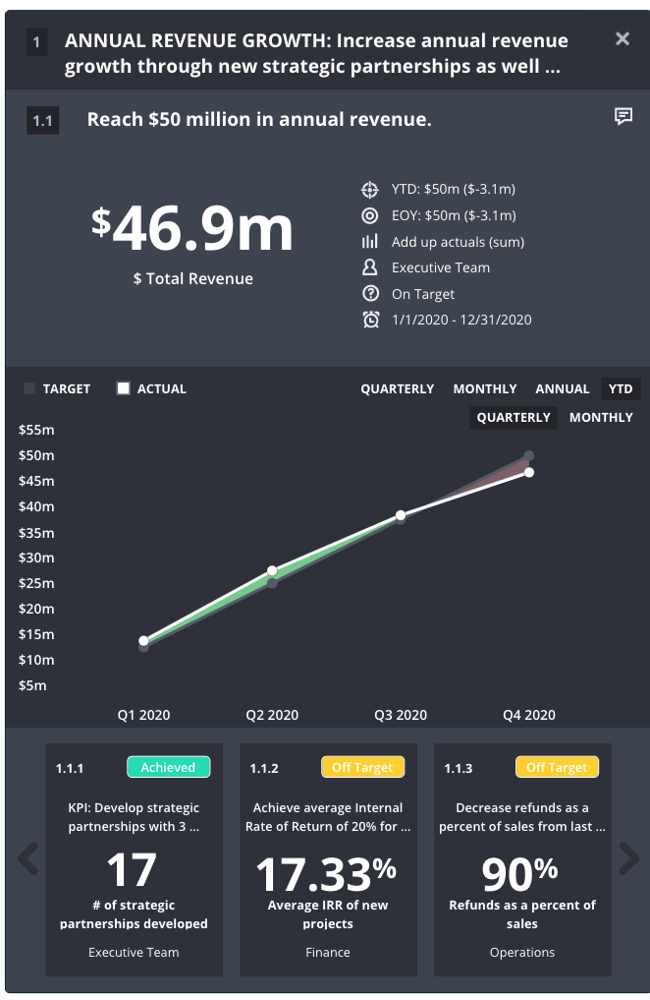 1
ANNUAL REVENUE GROWTH: Increase annual revenue
growth through new strategic partnerships as well ...
1.1
Reach $50 million in annual revenue.
$46.9m
$ Total Revenue
YTD: $50m ($-3.1m)
EOY: $50m ($-3.1m)
Add up actuals (sum)
Executive Team
On Target
1/1/2020 - 12/31/2020
TARGET
ACTUAL
QUARTERLY
MONTHLY
ANNUAL
YTD
QUARTERLY
MONTHLY
$55m
$50m
$45m
$40m
$35m
$30m
$25m
$20m
$15m
$10m
$5m
Q1 2020
Q2 2020
Q3 2020
Q4 2020
1.1.1
Achieved
KPI: Develop strategic
partnerships with 3 ...
17
# of strategic
partnerships developed
Executive Team
1.1.2
Off Target
Achieve average Internal
Rate of Return of 20% for ...
17.33%
Average IRR of new
projects
Finance
1.1.3
Off Target
Decrease refunds as a
percent of sales from last ...
90%
Refunds as a percent of
sales
Operations